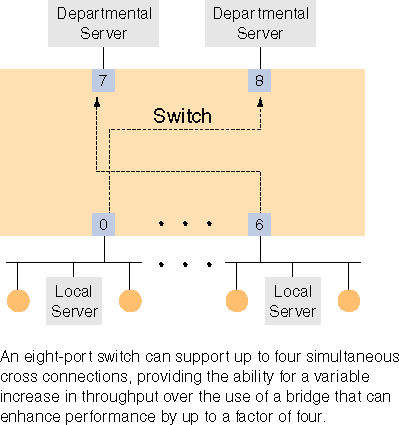 Departmental
Server
Departmental
Server
7
8
Switch
0
6
Local
Server
Local
Server
An eight-port switch can support up to four simultaneous
cross connections, providing the ability for a variable
increase in throughput over the use of a bridge that can
enhance performance by up to a factor of four.